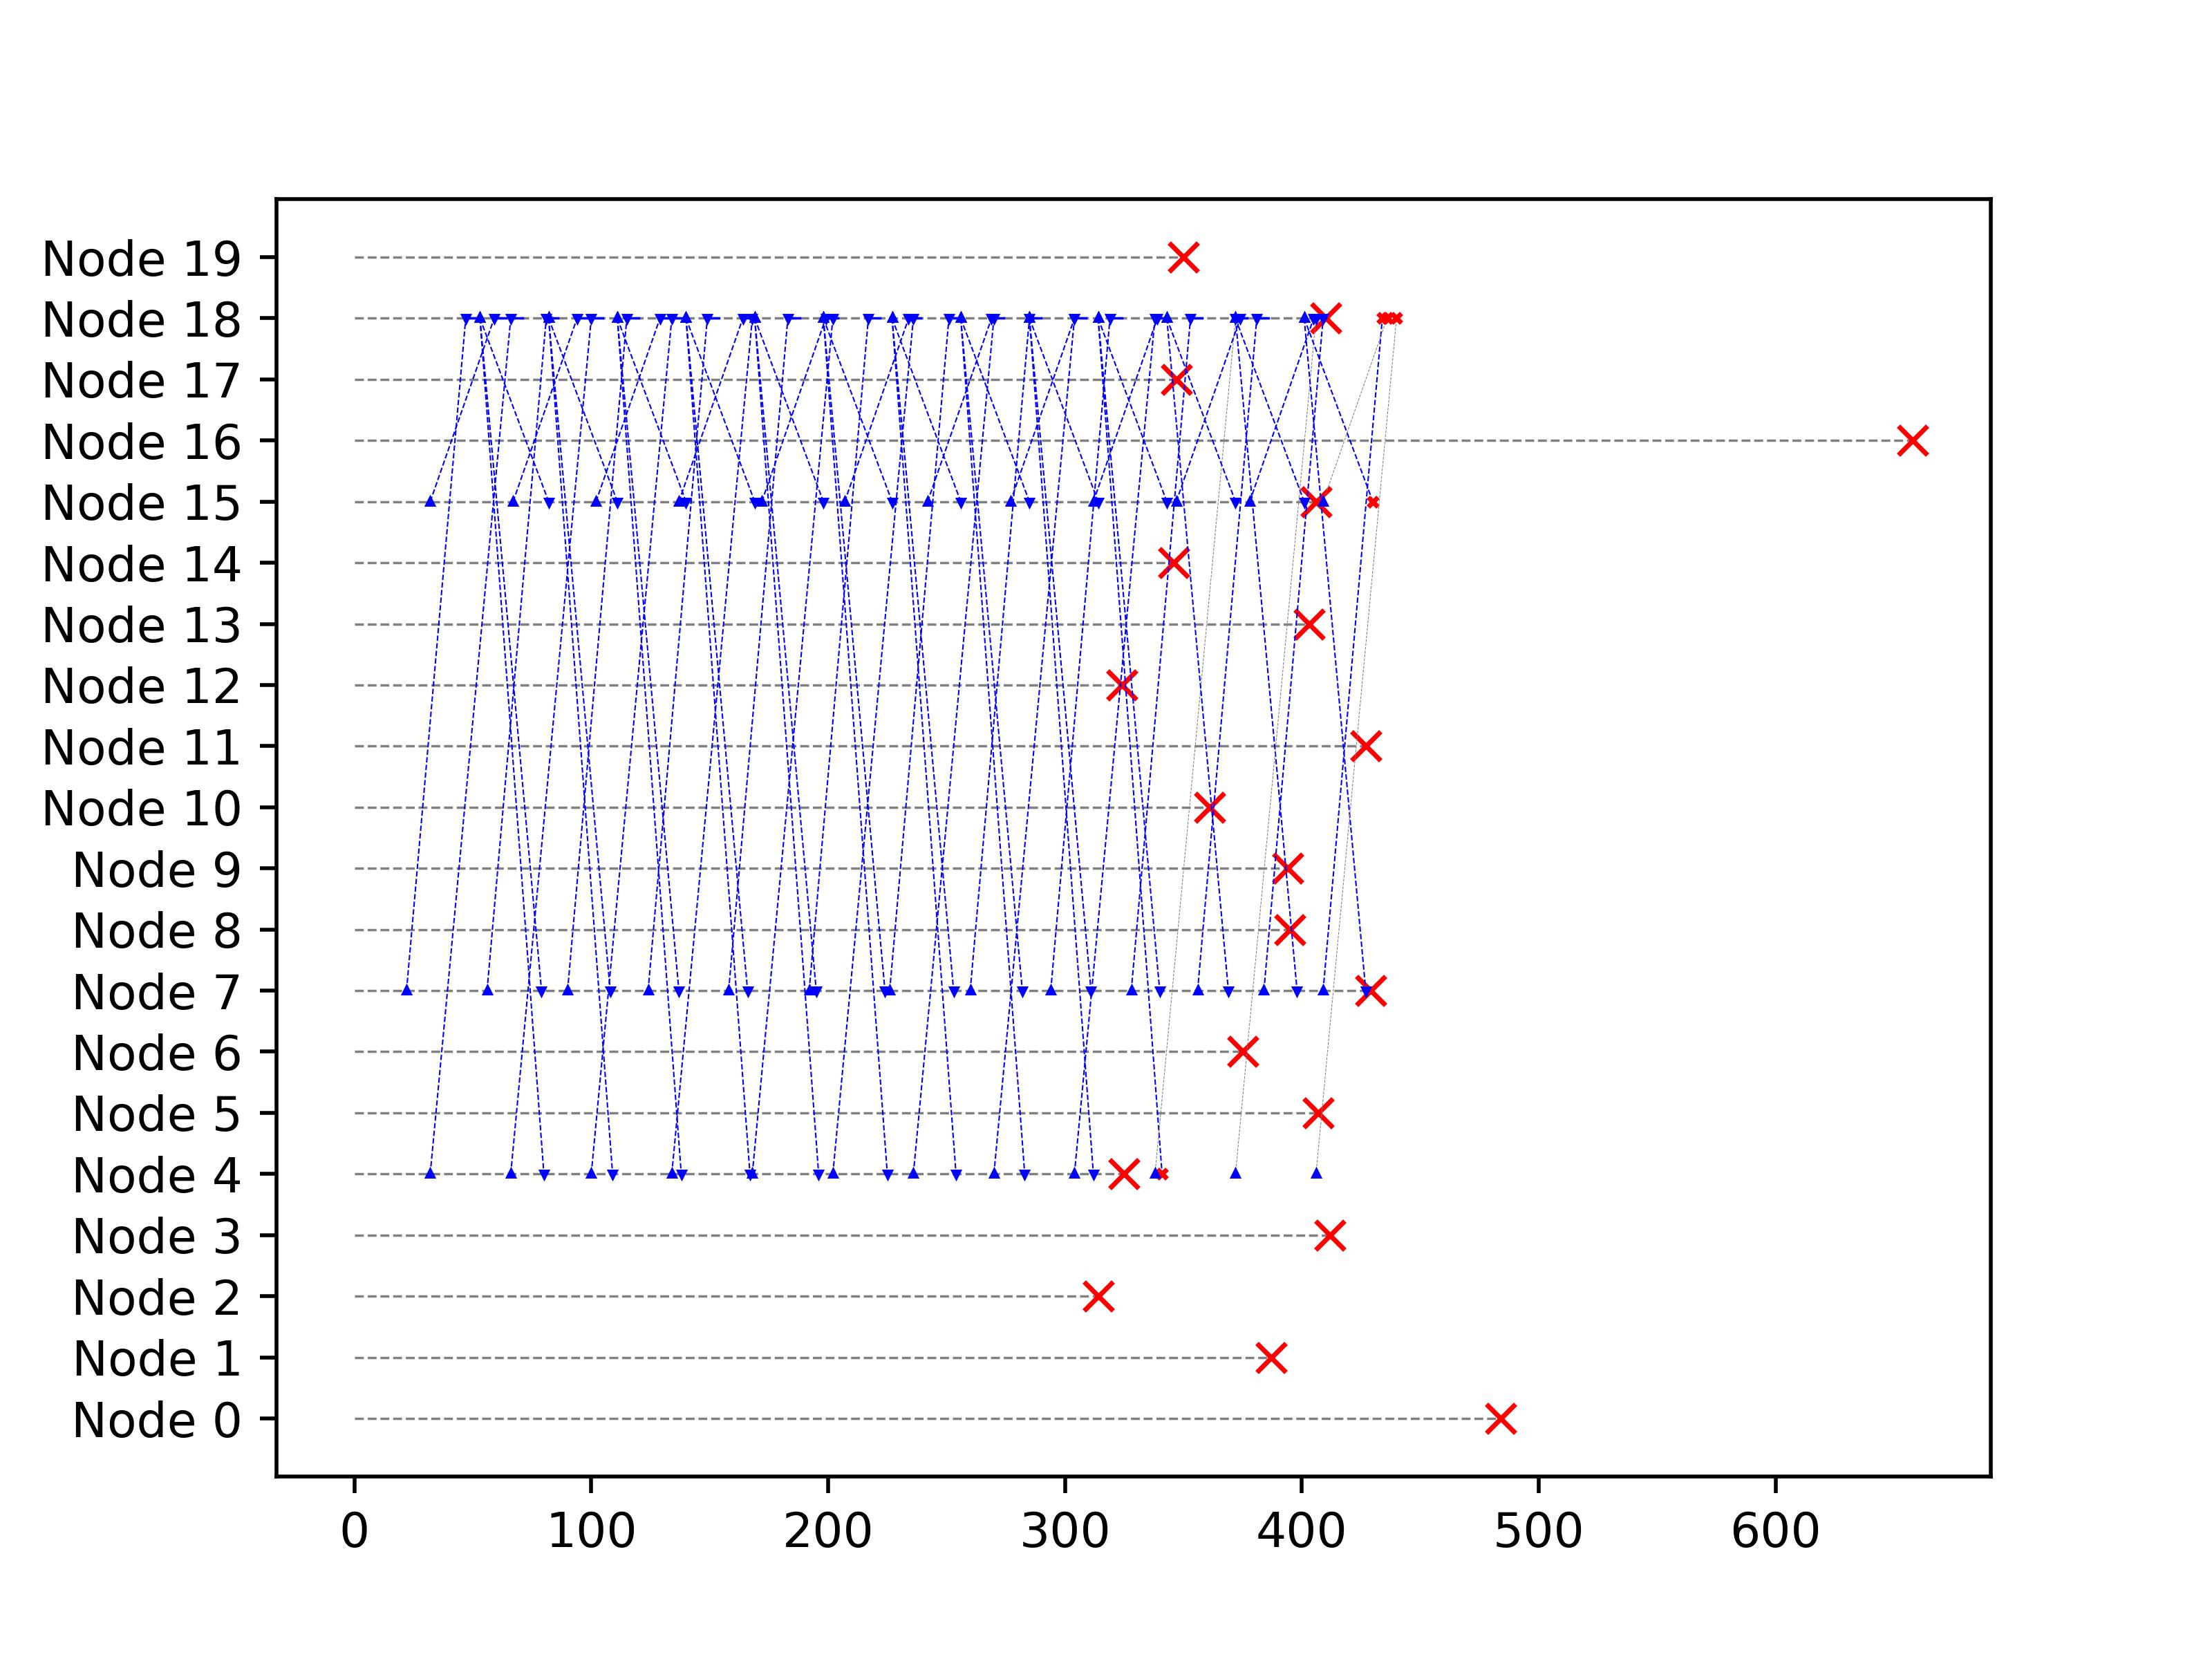 Node 19
Node 18
Node 17
Node 16
Node 15
Node 14
Node 13
Node 12
Node 11
Node 10
Node 9
Node 8
Node 7
Node 6
Node 5
Node 4
Node 3
Node 2
Node 1
Node 0
0 100 200 300 400 500 600